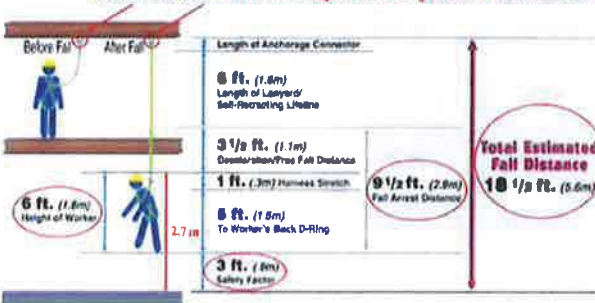 Before Fall
After Fall
Length of Anchorage Connector
6 ft. (1.8m)
Length of Lanyard/
Self-Retracting Lifeline
3 1/2 ft. (1.1m)
Deceleration/Free Fall Distance
1 ft. (.3m) Harness Stretch
5 ft. (1.5m)
To Worker's Back D-Ring
3 ft. (.9m)
Safety Factor
6 ft. (1.8m)
Height of Worker
2.7 m
9 1/2 ft. (2.9m)
Fall Arrest Distance
Total Estimated
Fall Distance
18 1/2 ft. (5.6m)